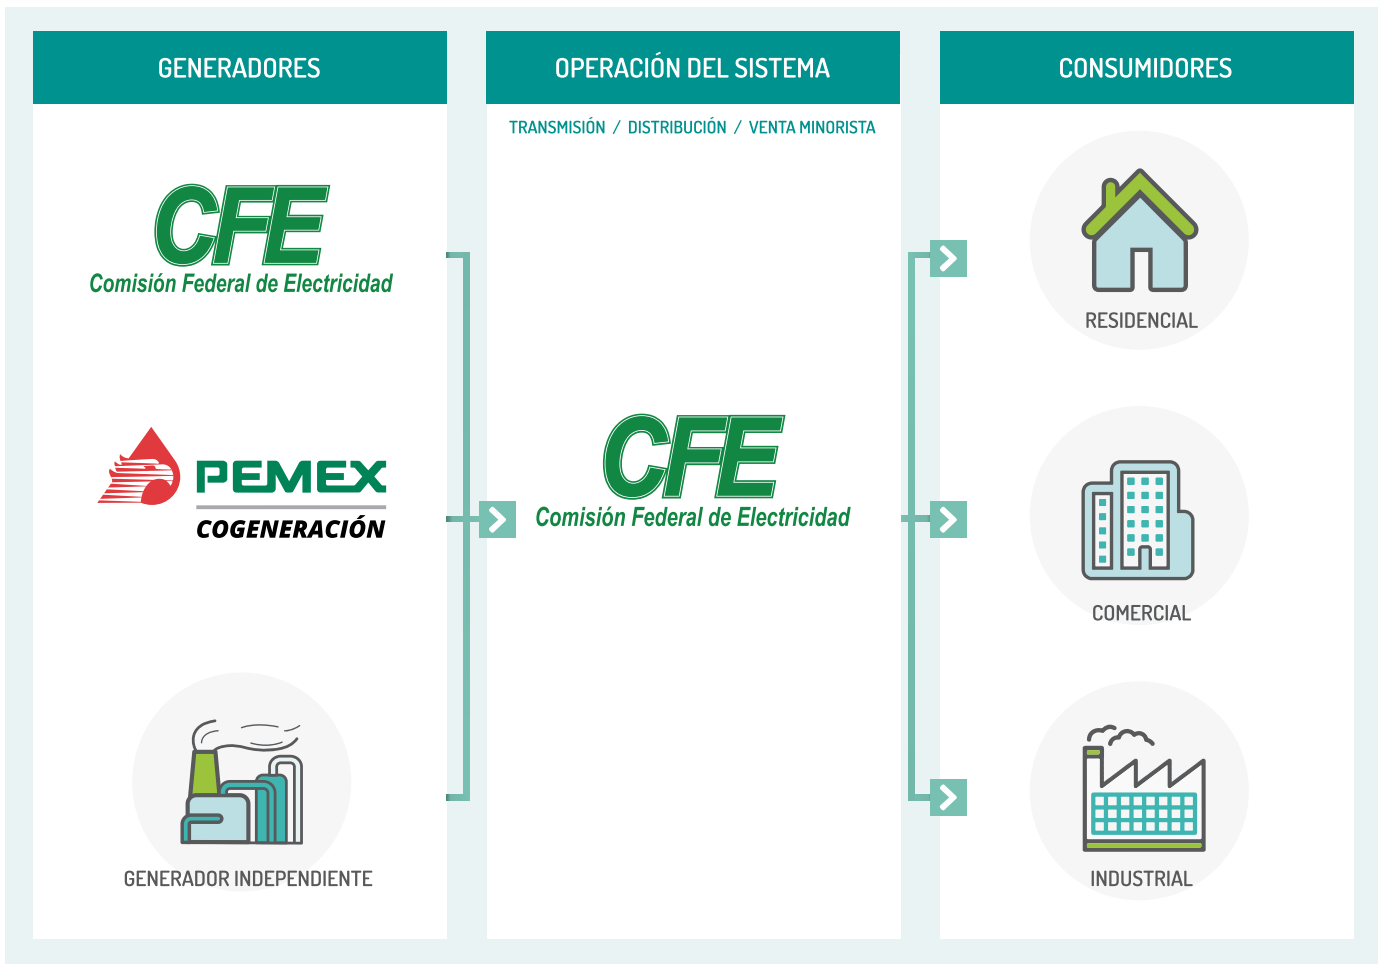 GENERADORES
CFE
Comisión Federal de Electricidad
PEMEX
COGENERACIÓN
GENERADOR INDEPENDIENTE
OPERACIÓN DEL SISTEMA
TRANSMISIÓN / DISTRIBUCIÓN / VENTA MINORISTA
CFE
Comisión Federal de Electricidad
CONSUMIDORES
RESIDENCIAL
COMERCIAL
INDUSTRIAL